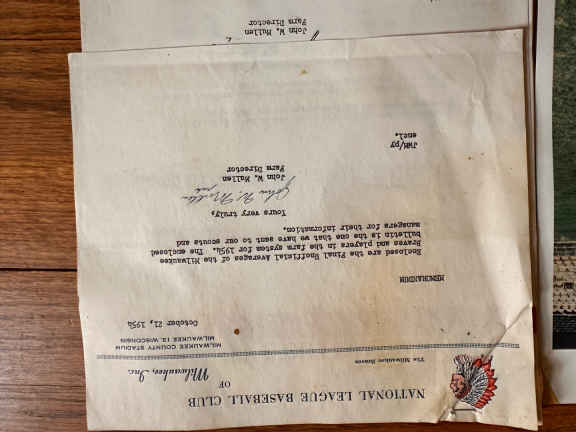 NATIONAL LEAGUE BASEBALL CLUB
OF
The Milwaukee Braves
Milwaukee, Inc.
MILWAUKEE COUNTY STADIUM
MILWAUKEE 13 WISCONSIN
October 21, 1954
MEMORANDUM
Enclosed are the Final Unofficial Averages of the Milwaukee
Braves and players in the farm system for 1954. The enclosed
bulletin is the one that we have sent to our scouts and
managers for their information.
Yours very truly,
John W. Mullen
John W. Mullen
Farm Director
JWM/py
encl.
John W. Mullen
Farm Director